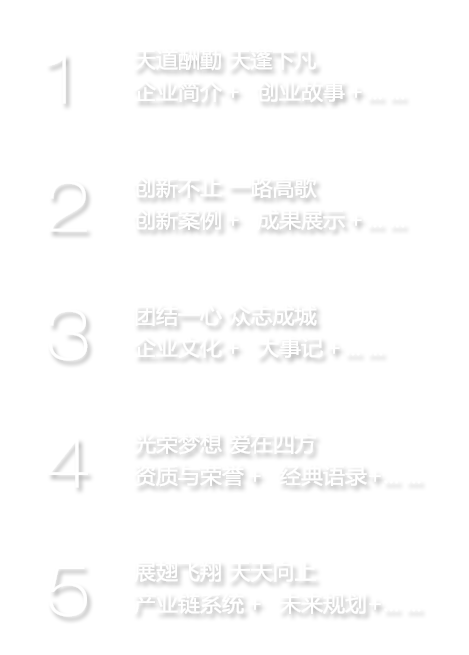 1
天道酬勤 天蓬下凡
企业简介 + 创业故事 + ... ...
2
创新不止 一路高歌
创新案例 + 成果展示 + ... ...
3
团结一心 众志成城
企业文化 + 大事记 + ... ...
4
光荣梦想 爱在四方
资质与荣誉 + 经典语录 +... ...
5
展翅飞翔 天天向上
产业链系统 + 未来规划 +... ...